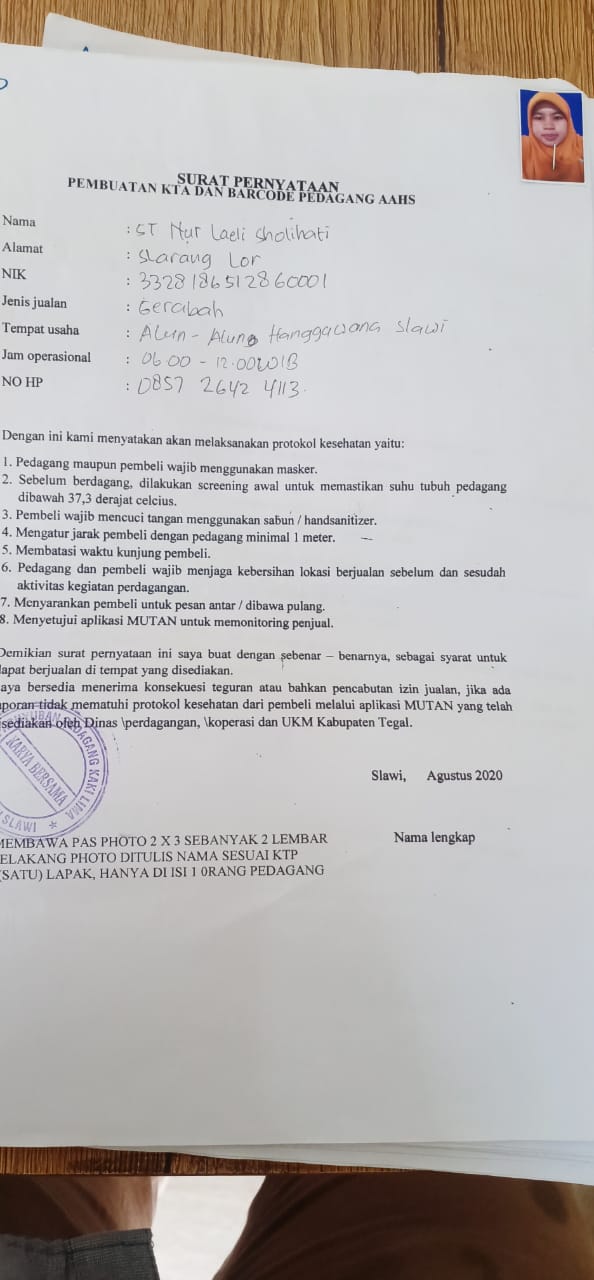 SURAT PERNYATAAN
PEMBUATAN KTA DAN BARCODE PEDAGANG AAHS
Nama : ST Nur Laeli Sholihati
Alamat : Slarang Lor
NIK : 3328186512860001
Jenis jualan : Gerabah
Tempat usaha : Alun - Alung Hanggawana Slawi
Jam operasional : 06.00 - 12.00 WIB
NO HP : 0857 2642 4113.
Dengan ini kami menyatakan akan melaksanakan protokol kesehatan yaitu:
1. Pedagang maupun pembeli wajib menggunakan masker.
2. Sebelum berdagang, dilakukan screening awal untuk memastikan suhu tubuh pedagang
dibawah 37,3 derajat celcius.
3. Pembeli wajib mencuci tangan menggunakan sabun / handsanitizer.
4. Mengatur jarak pembeli dengan pedagang minimal 1 meter.
5. Membatasi waktu kunjung pembeli.
6. Pedagang dan pembeli wajib menjaga kebersihan lokasi berjualan sebelum dan sesudah
aktivitas kegiatan perdagangan.
7. Menyarankan pembeli untuk pesan antar / dibawa pulang.
8. Menyetujui aplikasi MUTAN untuk memonitoring penjual.
Demikian surat pernyataan ini saya buat dengan sebenar – benarnya, sebagai syarat untuk
dapat berjualan di tempat yang disediakan.
aya bersedia menerima konsekuesi teguran atau bahkan pencabutan izin jualan, jika ada
aporan tidak mematuhi protokol kesehatan dari pembeli melalui aplikasi MUTAN yang telah
sediakan oleh Dinas \perdagangan, \koperasi dan UKM Kabupaten Tegal.
PEDAGANG KAKI LIMA
KARYA BERSAMA
SLAWI
Slawi, Agustus 2020
MEMBAWA PAS PHOTO 2 X 3 SEBANYAK 2 LEMBAR
ELAKANG PHOTO DITULIS NAMA SESUAI KTP
(SATU) LAPAK, HANYA DI ISI 1 0RANG PEDAGANG
Nama lengkap